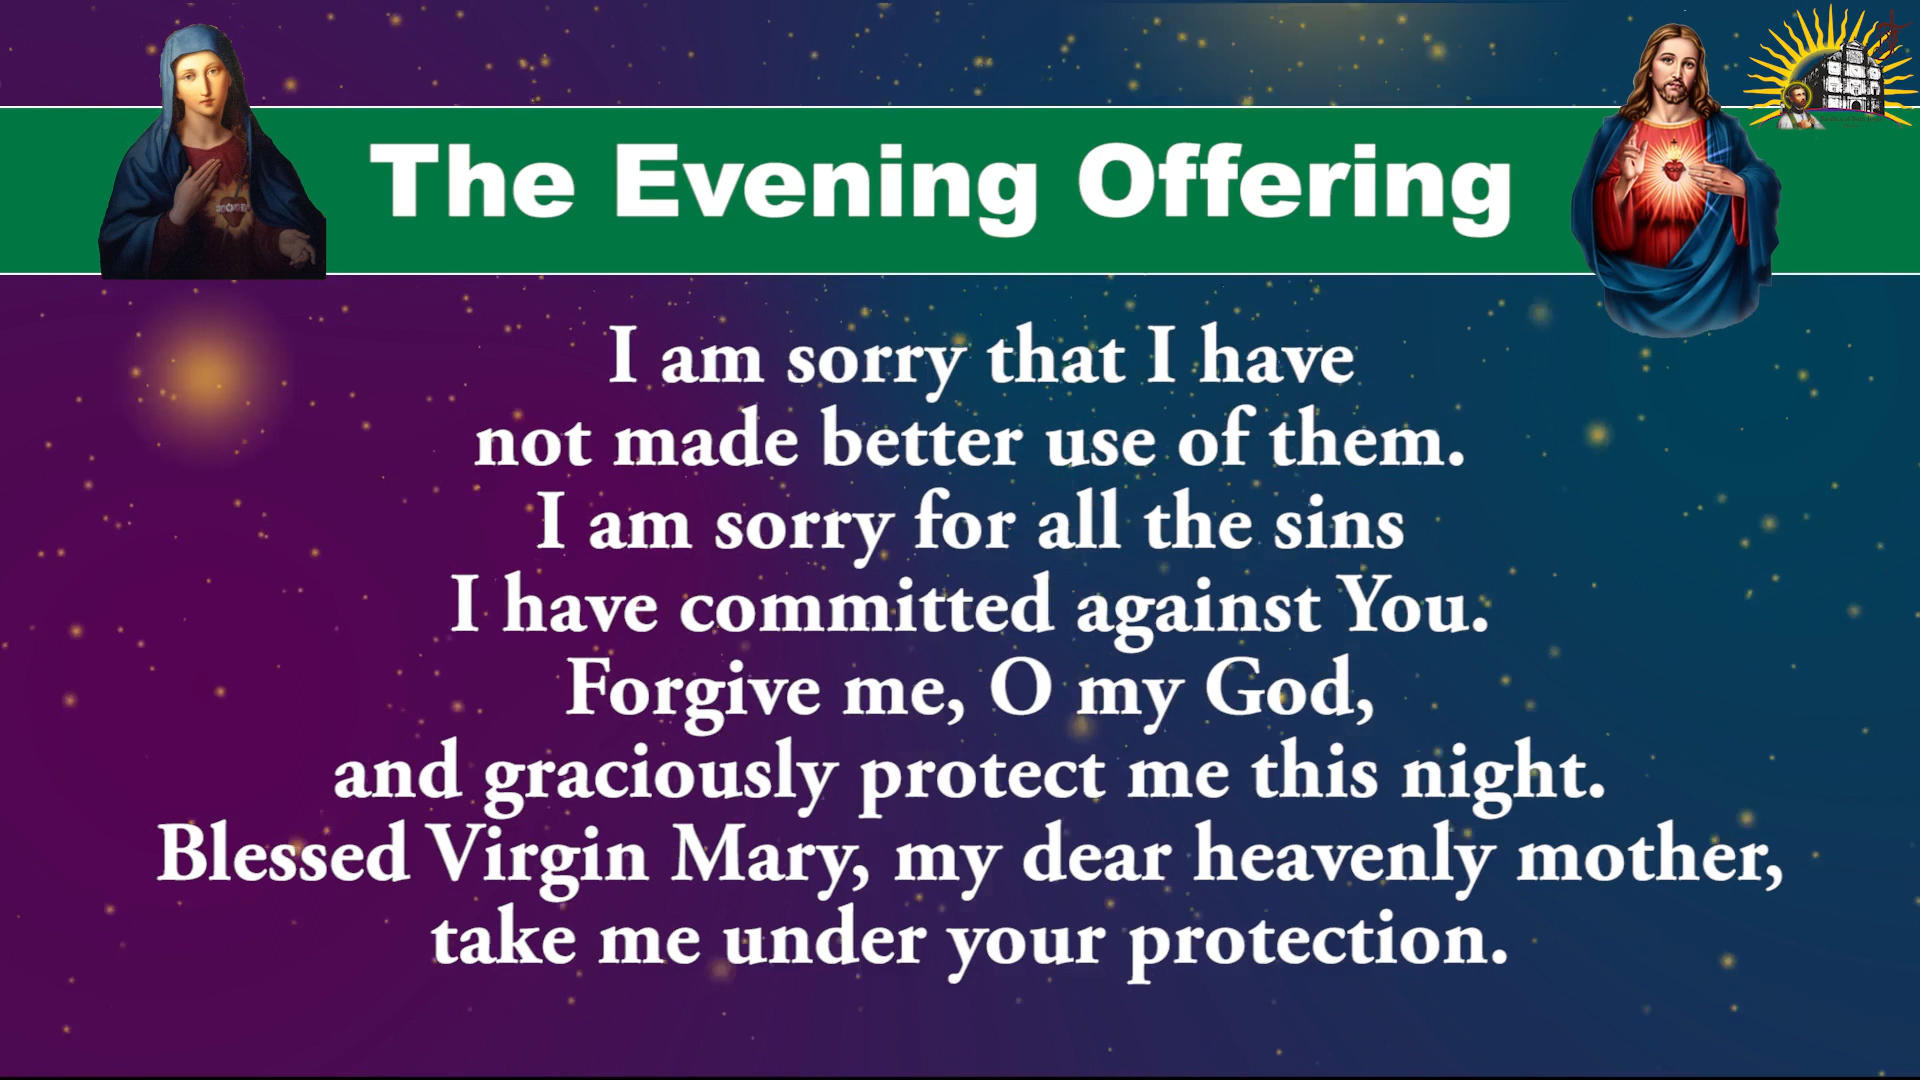 The Evening Offering
I am sorry that I have
not made better use of them.
I am sorry for all the sins
I have committed against You.
Forgive me, O my God,
and graciously protect me this night.
Blessed Virgin Mary, my dear heavenly mother,
take me under your protection.